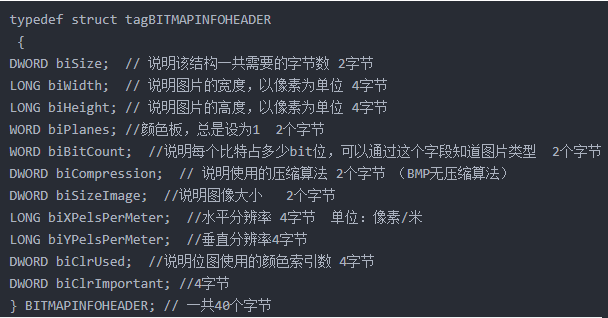 typedef struct tagBITMAPINFOHEADER
{
DWORD biSize;  // 说明该结构一共需要的字节数 2字节
LONG biWidth;  // 说明图片的宽度，以像素为单位 4字节
LONG biHeight; // 说明图片的高度，以像素为单位 4字节
WORD biPlanes; //颜色板，总是设为1  2个字节
WORD biBitCount;  //说明每个比特占多少bit位，可以通过这个字段知道图片类型  2个字节
DWORD biCompression;  // 说明使用的压缩算法 2个字节 （BMP无压缩算法）
DWORD biSizeImage;  //说明图像大小   2个字节
LONG biXPelsPerMeter;  //水平分辨率 4字节  单位：像素/米
LONG biYPelsPerMeter;  //垂直分辨率4字节
DWORD biClrUsed;  //说明位图使用的颜色索引数 4字节
DWORD biClrImportant; //4字节
} BITMAPINFOHEADER; // 一共40个字节